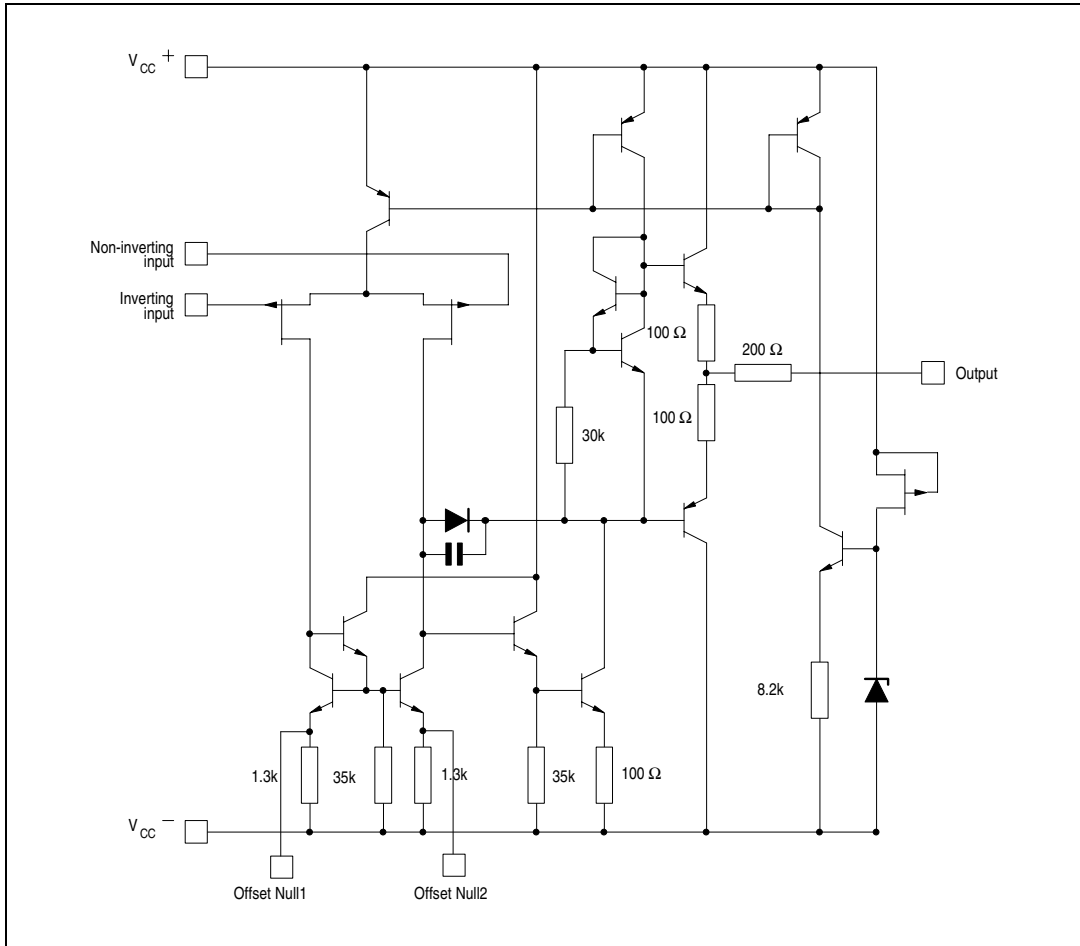 V CC +
Non-inverting
input
Inverting
input
100 Ω
200 Ω
Output
100 Ω
30k
8.2k
1.3k
35k
1.3k
35k
100 Ω
V CC −
Offset Null1
Offset Null2